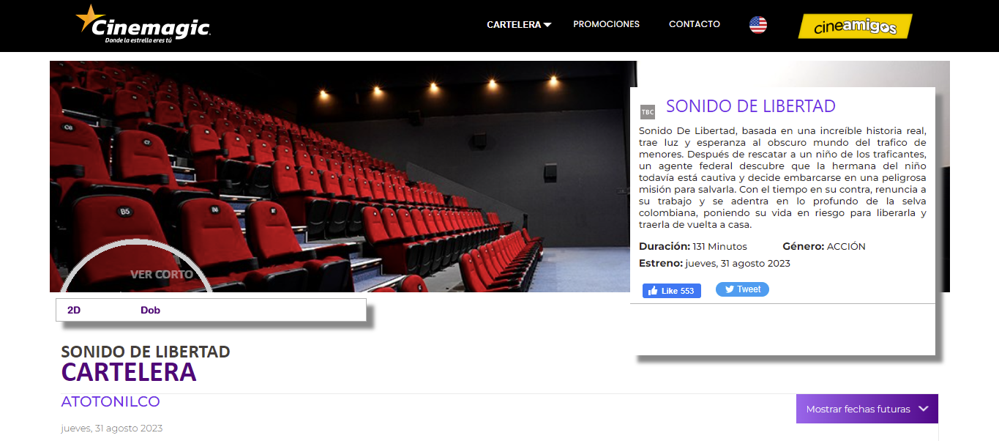 Cinemagic
Donde la estrella eres tú
CARTELERA
PROMOCIONES
CONTACTO
cineamigos
C6
C7
B5
B6
B7
VER CORTO
TBC
SONIDO DE LIBERTAD
Sonido De Libertad, basada en una increíble historia real,
trae luz y esperanza al obscuro mundo del trafico de
menores. Después de rescatar a un niño de los traficantes,
un agente federal descubre que la hermana del niño
todavía está cautiva y decide embarcarse en una peligrosa
misión para salvarla. Con el tiempo en su contra, renuncia a
su trabajo y se adentra en lo profundo de la selva
colombiana, poniendo su vida en riesgo para liberarla y
traerla de vuelta a casa.
Duración: 131 Minutos
Género: ACCIÓN
Estreno: jueves, 31 agosto 2023
Like 553
Tweet
2D
Dob
SONIDO DE LIBERTAD
CARTELERA
ATOTONILCO
Mostrar fechas futuras
jueves, 31 agosto 2023